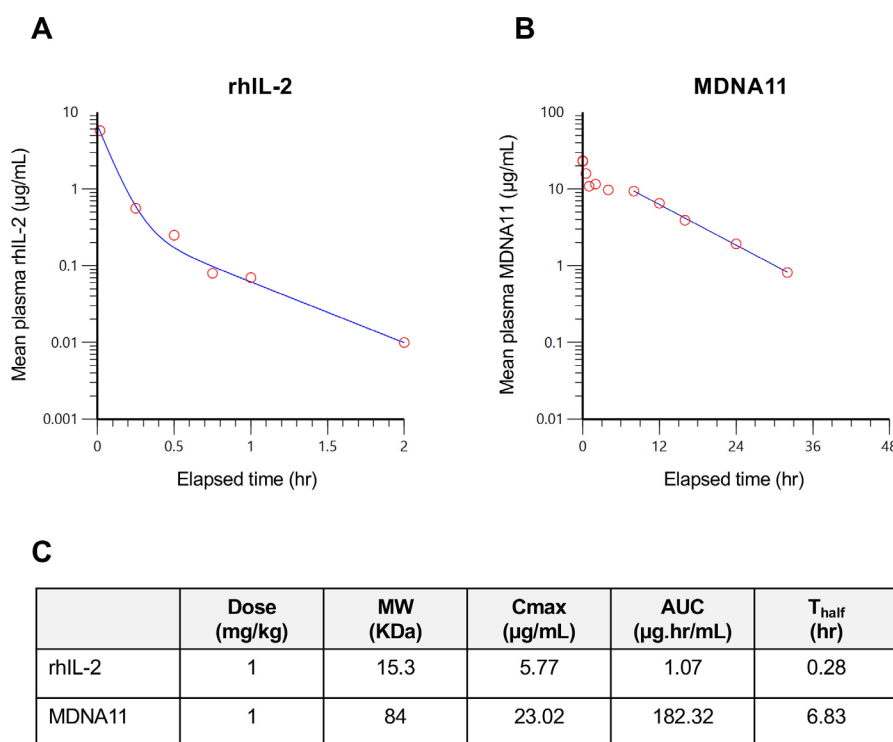 A
B
rhIL-2
MDNA11
Mean plasma rhIL-2 (µg/mL)
10
1
0.1
0.01
0.001
0
0.5
1
1.5
2
Elapsed time (hr)
Mean plasma MDNA11 (µg/mL)
100
10
1
0.1
0.01
0
12
24
36
48
Elapsed time (hr)
C
Dose (mg/kg) MW (KDa) Cmax (µg/mL) AUC (µg.hr/mL) Thalf (hr)
rhIL-2 1 15.3 5.77 1.07 0.28
MDNA11 1 84 23.02 182.32 6.83